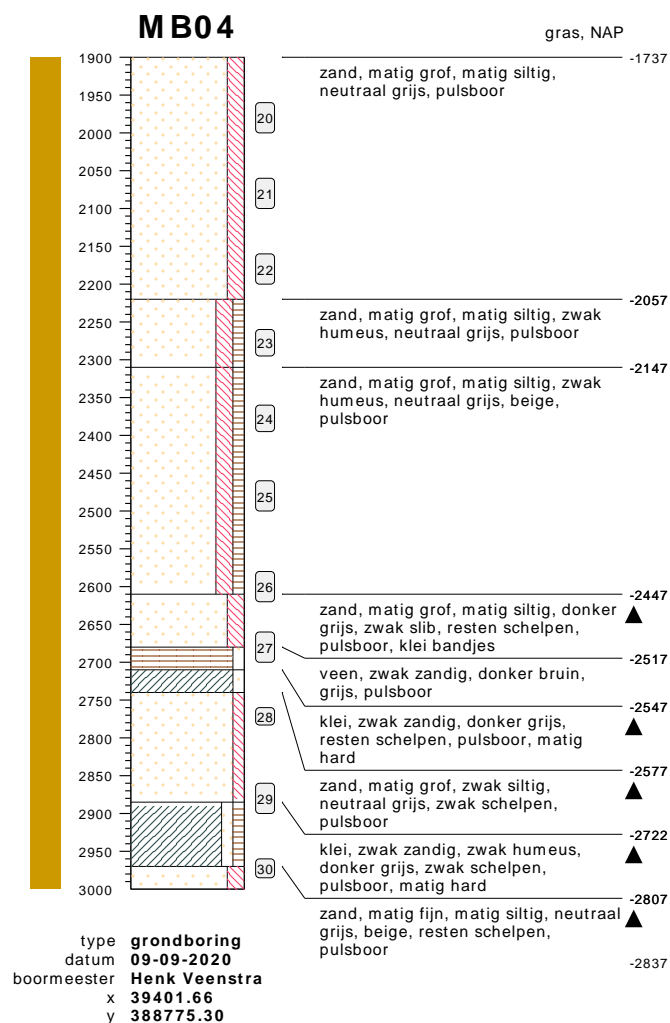 MB04
gras, NAP
1900
1950
2000
2050
2100
2150
2200
2250
2300
2350
2400
2450
2500
2550
2600
2650
2700
2750
2800
2850
2900
2950
3000
20
21
22
23
24
25
26
27
28
29
30
-1737
zand, matig grof, matig siltig,
neutraal grijs, pulsboor
-2057
zand, matig grof, matig siltig, zwak
humeus, neutraal grijs, pulsboor
-2147
zand, matig grof, matig siltig, zwak
humeus, neutraal grijs, beige,
pulsboor
-2447
zand, matig grof, matig siltig, donker
grijs, zwak slib, resten schelpen,
pulsboor, klei bandjes
-2517
veen, zwak zandig, donker bruin,
grijs, pulsboor
-2547
klei, zwak zandig, donker grijs,
resten schelpen, pulsboor, matig
hard
-2577
zand, matig grof, zwak siltig,
neutraal grijs, zwak schelpen,
pulsboor
-2722
klei, zwak zandig, zwak humeus,
donker grijs, zwak schelpen,
pulsboor, matig hard
-2807
zand, matig fijn, matig siltig, neutraal
grijs, beige, resten schelpen,
pulsboor
-2837
type grondboring
datum 09-09-2020
boormeester Henk Veenstra
x 39401.66
y 388775.30